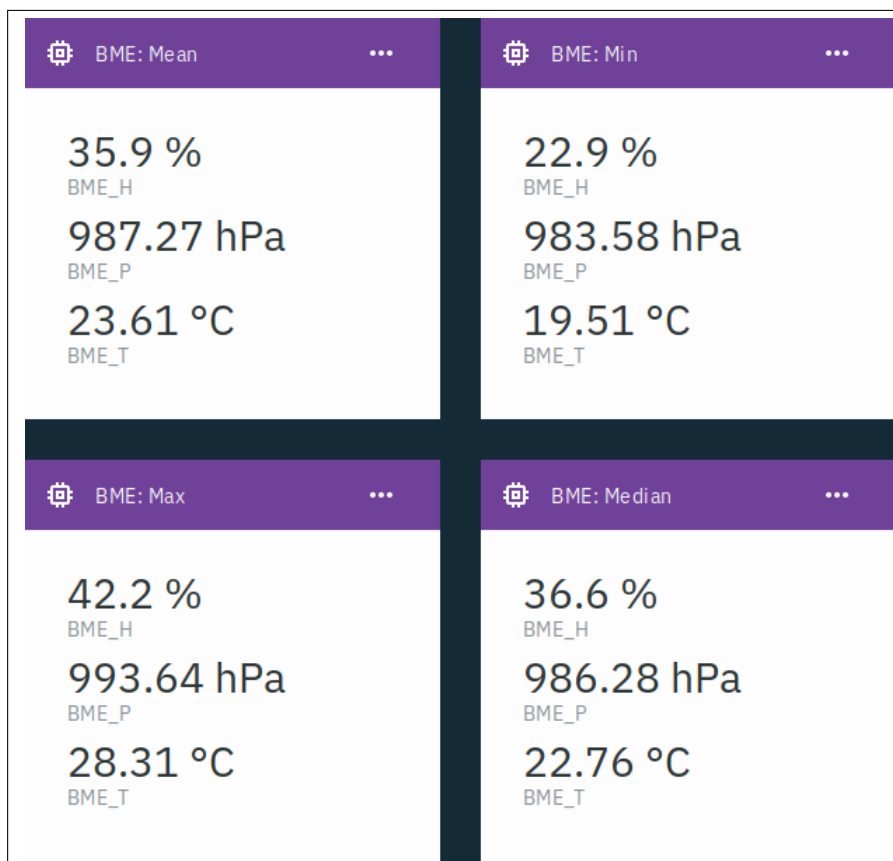 BME: Mean
35.9 %
BME_H
987.27 hPa
BME_P
23.61 °C
BME_T
BME: Min
22.9 %
BME_H
983.58 hPa
BME_P
19.51 °C
BME_T
BME: Max
42.2 %
BME_H
993.64 hPa
BME_P
28.31 °C
BME_T
BME: Median
36.6 %
BME_H
986.28 hPa
BME_P
22.76 °C
BME_T